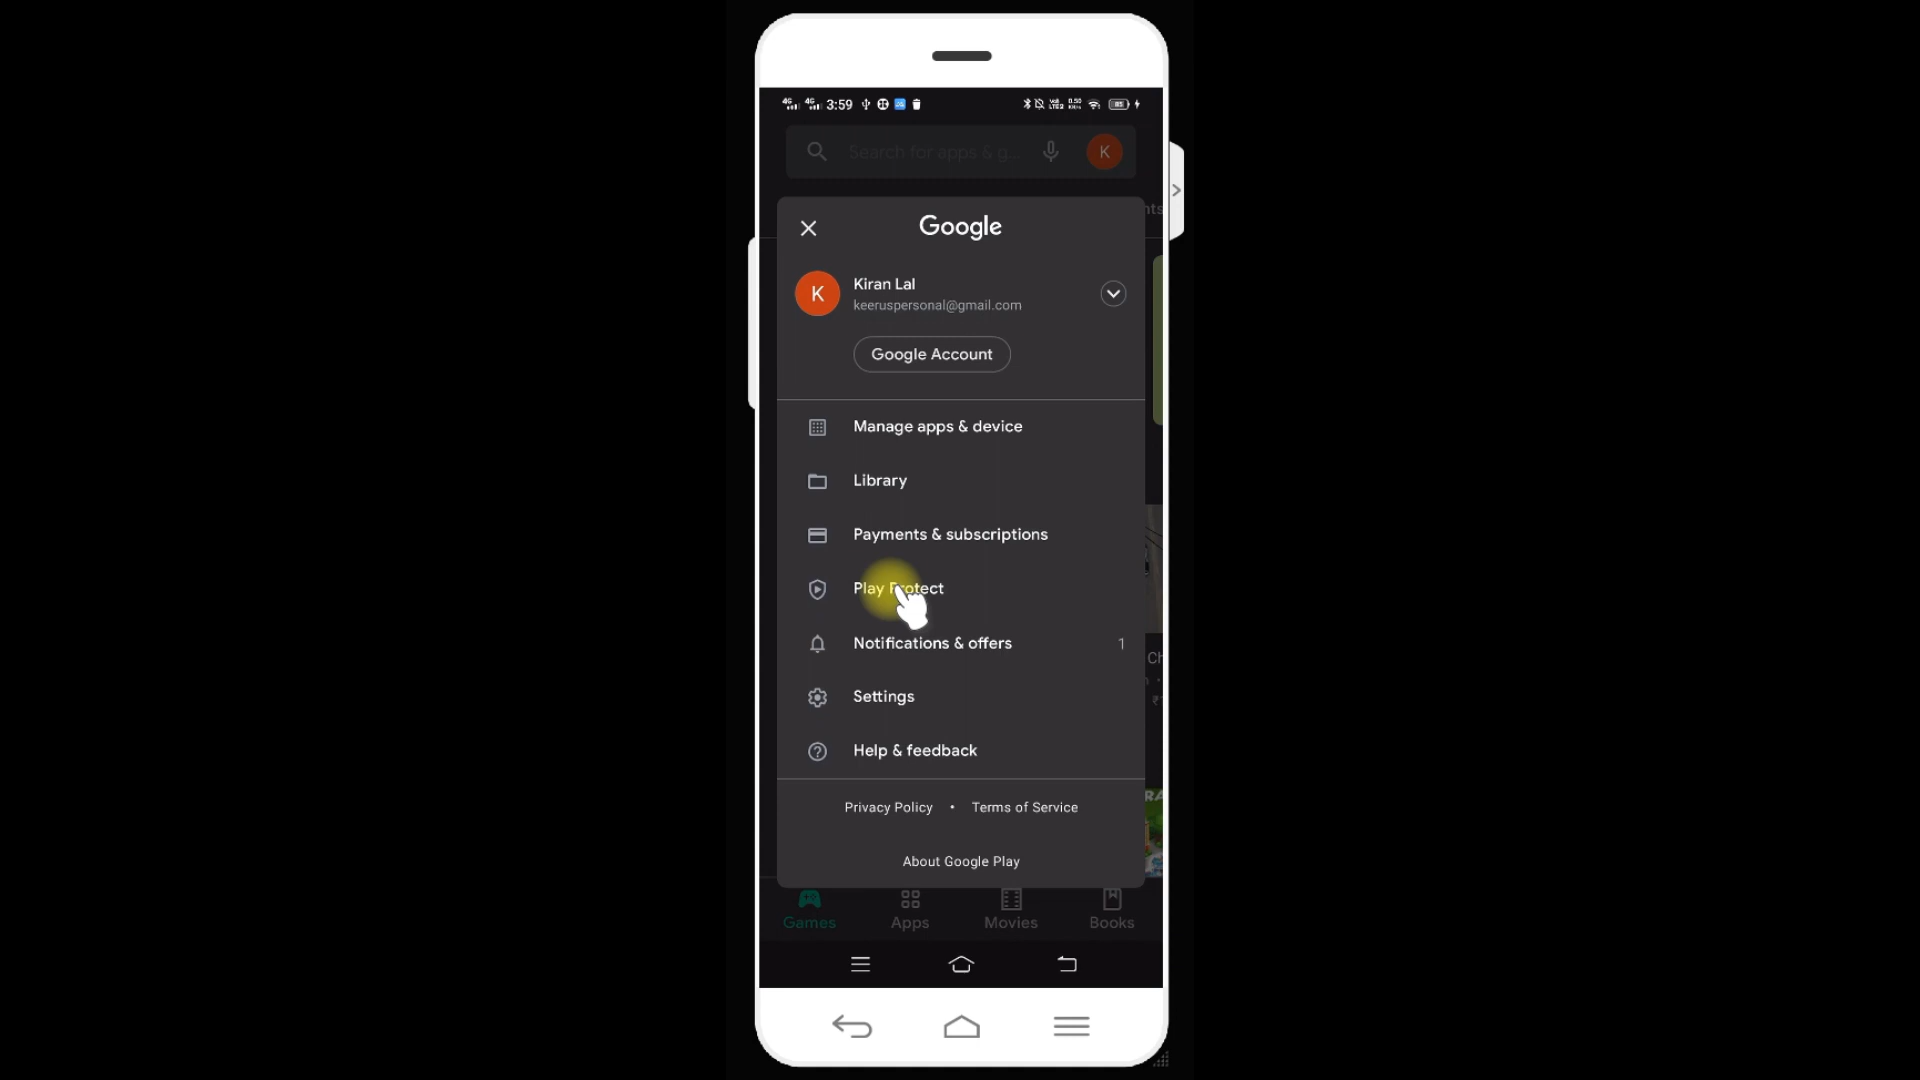 3:59
Search for apps & g...
K
nts
Google
K
Kiran Lal
keeruspersonal@gmail.com
Google Account
Manage apps & device
Library
Payments & subscriptions
Play Protect
Notifications & offers 1
Settings
Help & feedback
Ch
Privacy Policy • Terms of Service
About Google Play
Games Apps Movies Books